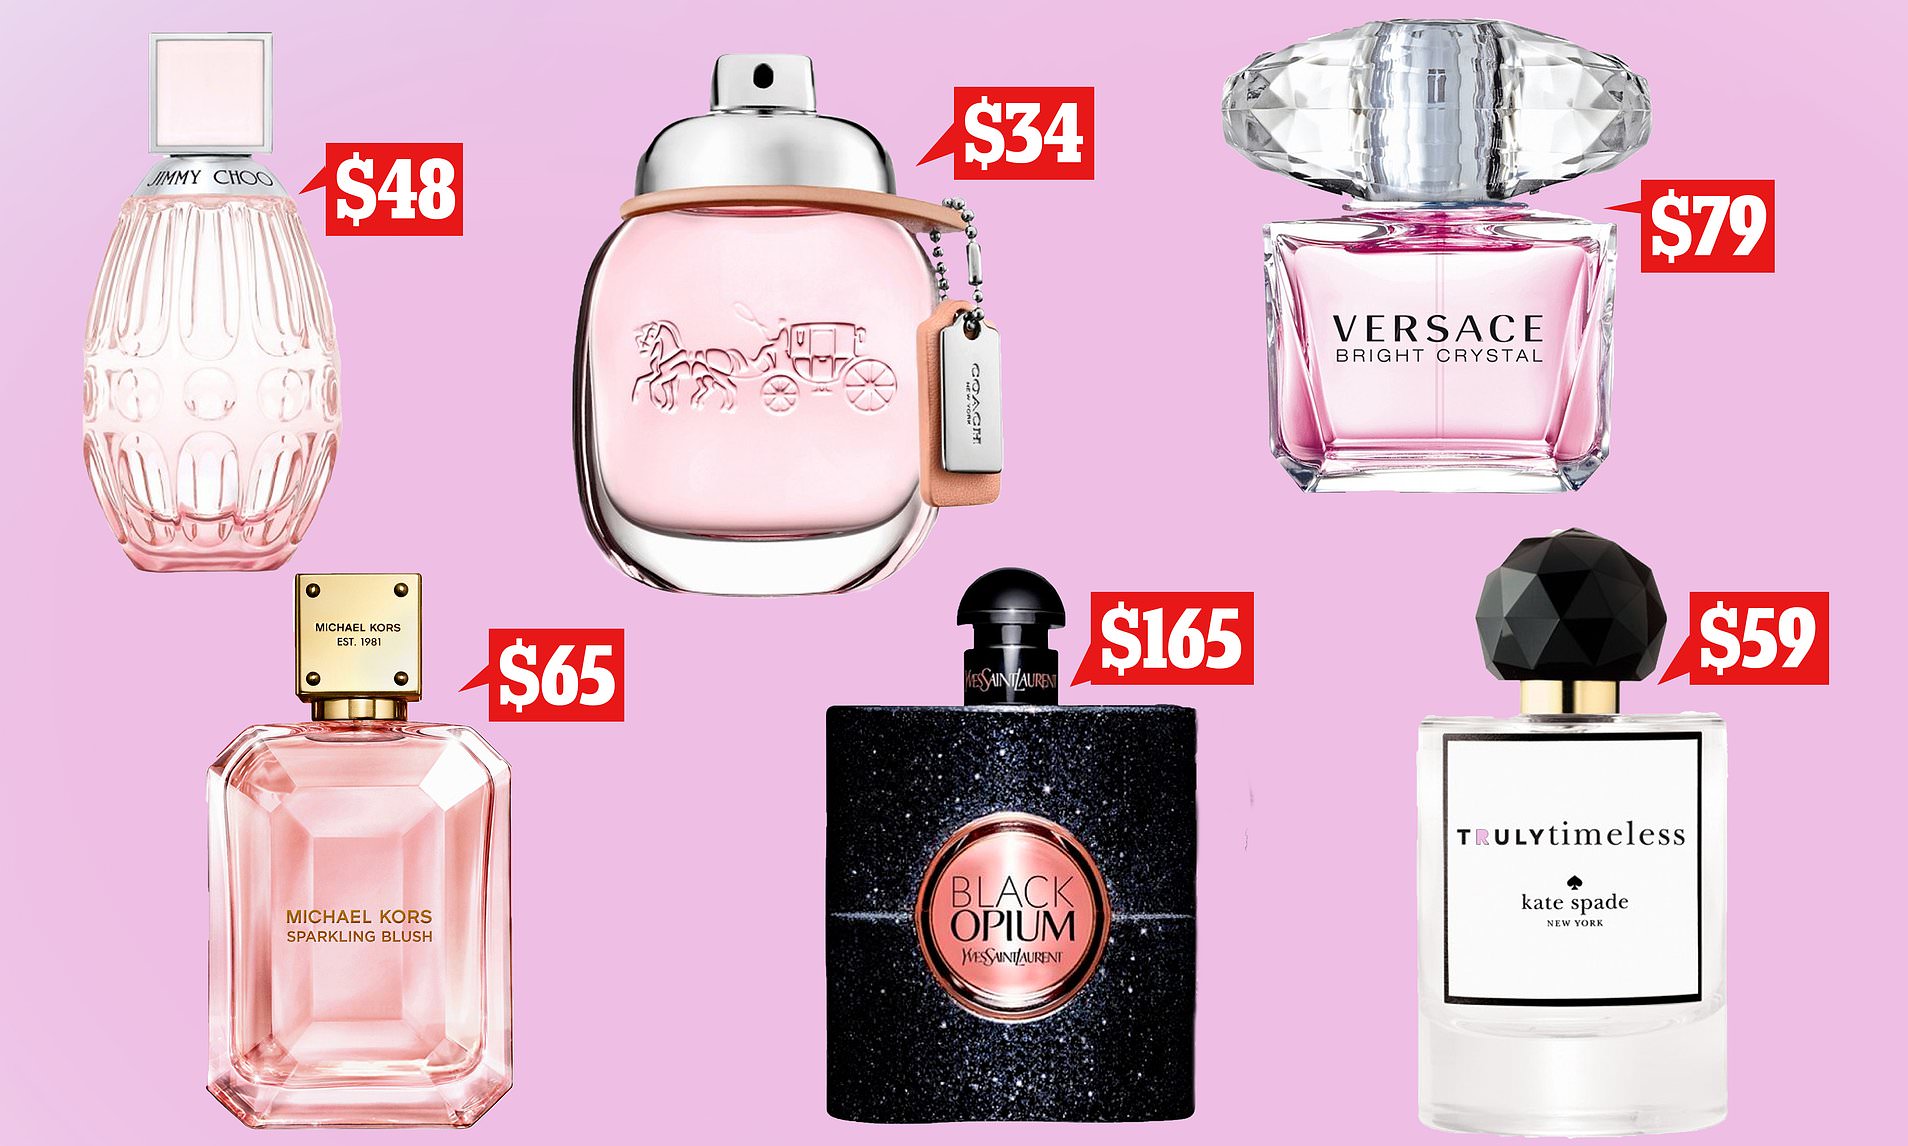 JIMMY CHOO
$48
$34
COACH
NEW YORK
$79
VERSACE
BRIGHT CRYSTAL
MICHAEL KORS
EST. 1981
$65
MICHAEL KORS
SPARKLING BLUSH
YVESSAINTLAURENT
$165
BLACK
OPIUM
YVESSAINTLAURENT
$59
TRULYtimeless
kate spade
NEW YORK